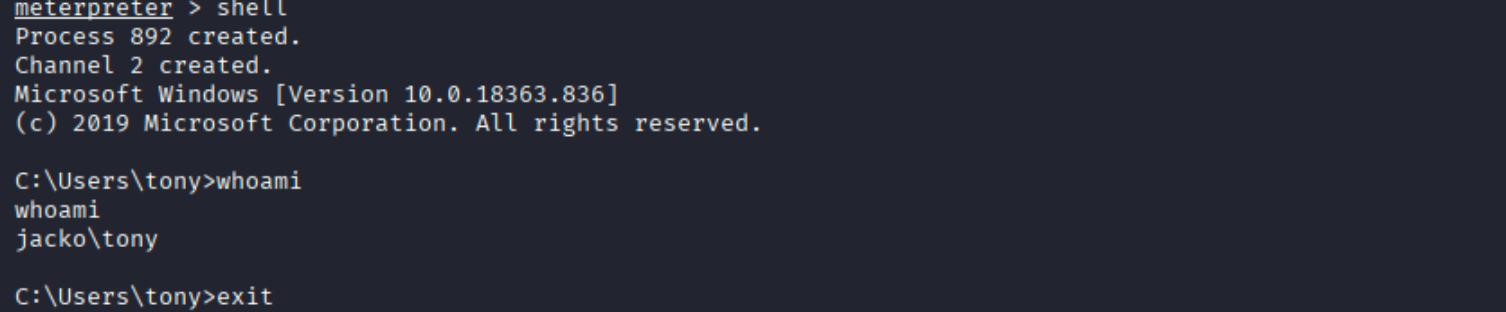 meterpreter > shell
Process 892 created.
Channel 2 created.
Microsoft Windows [Version 10.0.18363.836]
(c) 2019 Microsoft Corporation. All rights reserved.
C:\Users\tony>whoami
whoami
jacko\tony
C:\Users\tony>exit